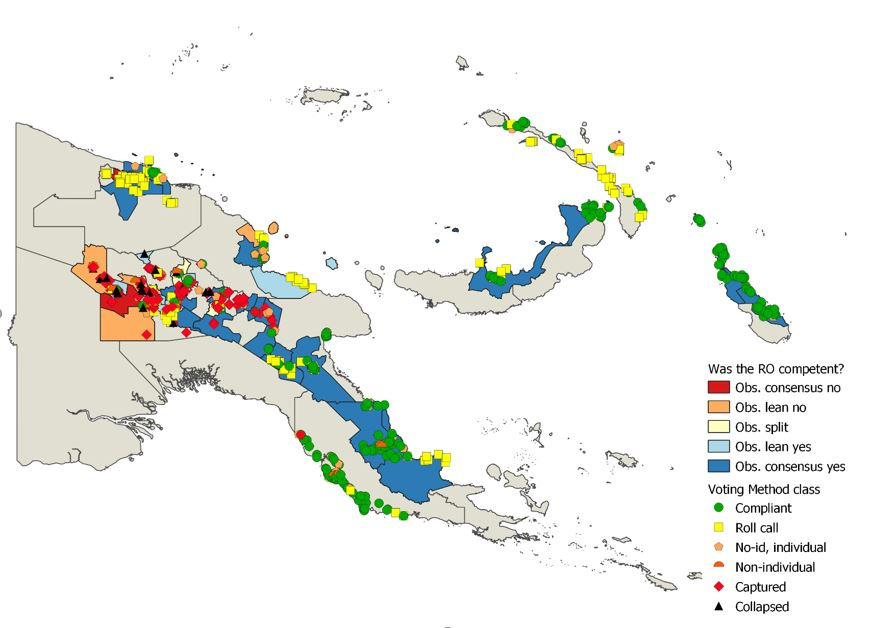 Was the RO competent?
Obs. consensus no
Obs. lean no
Obs. split
Obs. lean yes
Obs. consensus yes
Voting Method class
Compliant
Roll call
No-id, individual
Non-individual
Captured
Collapsed